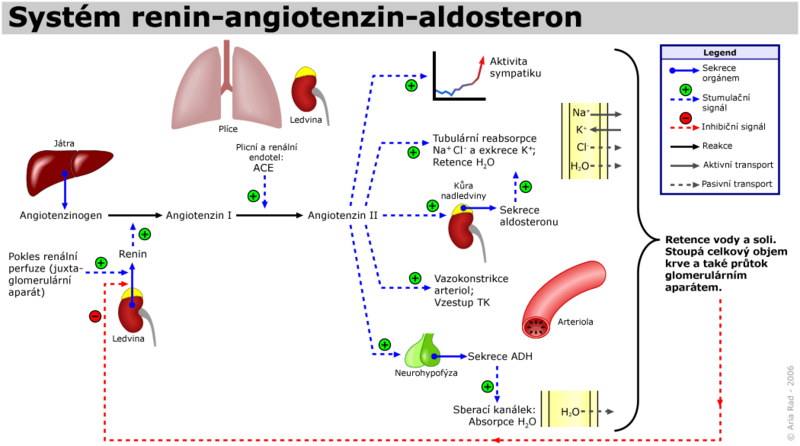 Systém renin-angiotenzin-aldosteron
Legend
Sekrece
orgánem
Stumulační
signál
Inhibiční signál
Reakce
Aktivní transport
Pasivní transport
Plíce
Ledvina
Plicní a renální
endotel:
ACE
Játra
Angiotenzinogen
Angiotenzin I
Angiotenzin II
Renin
Pokles renální
perfuze (juxta-
glomerulární
aparát)
Ledvina
Aktivita
sympatiku
Tubulární reabsorpce
Na⁺ Cl⁻ a exkrece K⁺;
Retence H₂O
Na⁺
K⁺
Cl⁻
H₂O
Kůra
nadledviny
Sekrece
aldosteronu
Vazokonstrikce
arteriol;
Vzestup TK
Arteriola
Neurohypofýza
Sekrece ADH
Sberací kanálek:
Absorpce H₂O
H₂O
Retence vody a soli.
Stoupá celkový objem
krve a také průtok
glomerulárním
aparátem.
© Aria Rad - 2006